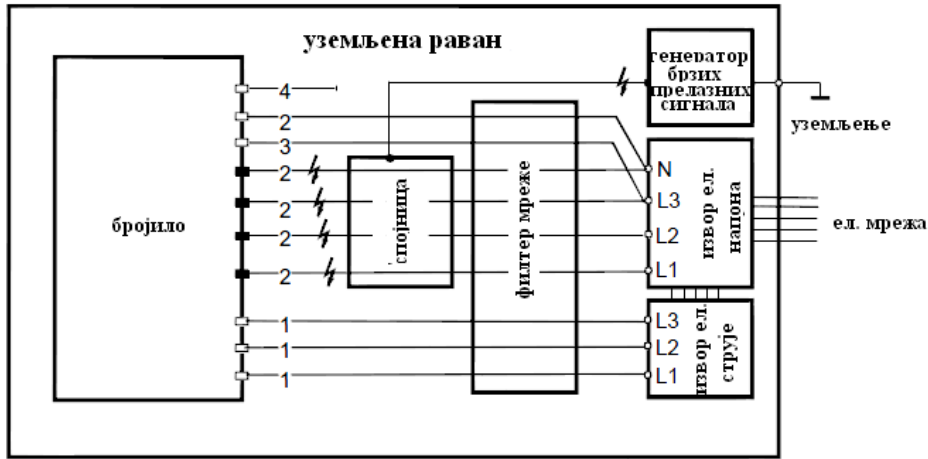 уземљена раван
генератор
брзих
прелазних
сигнала
уземљење
4
2
3
2
2
2
2
1
1
1
бројило
спојница
филтер мреже
N
L3
L2
L1
извор ел.
напона
ел. мрежа
L3
L2
L1
извор ел.
струје